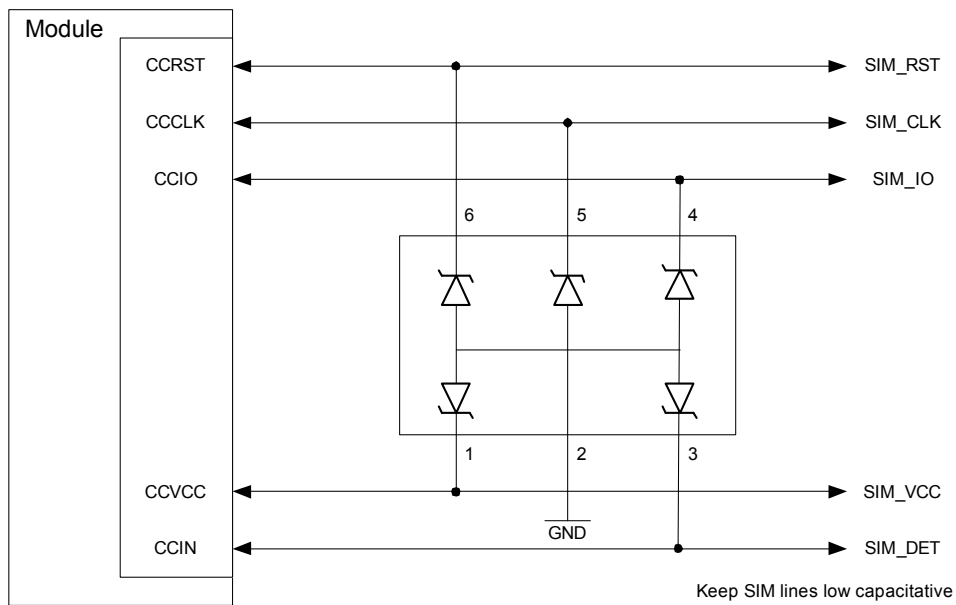 Module
CCRST
SIM_RST
CCCLK
SIM_CLK
CCIO
SIM_IO
6
5
4
1
2
3
CCVCC
SIM_VCC
GND
CCIN
SIM_DET
Keep SIM lines low capacitative